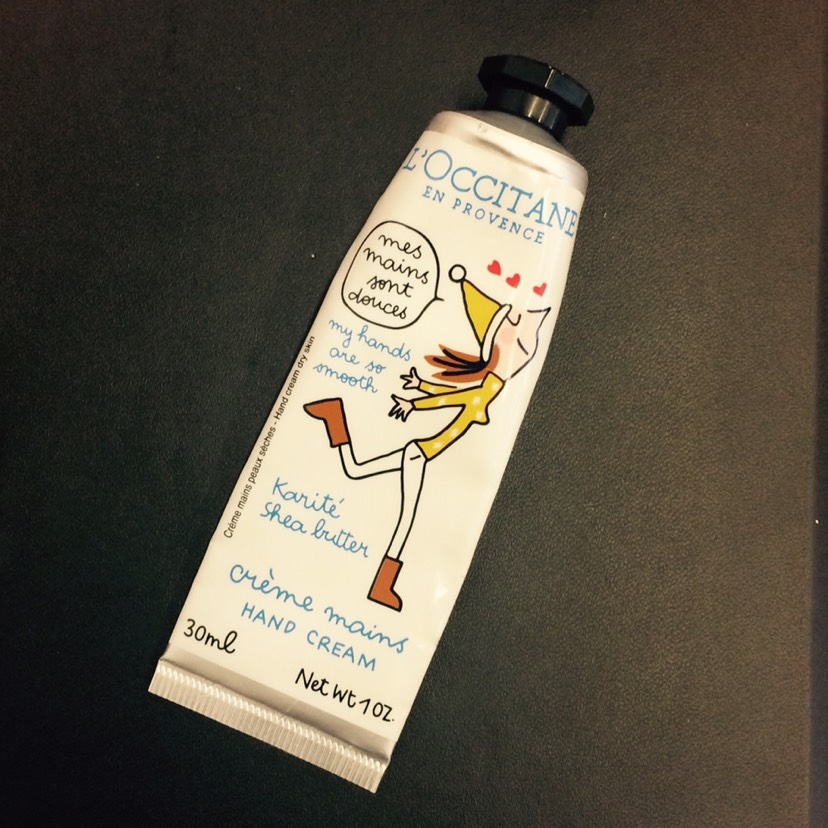 L'OCCITANE
EN PROVENCE
mes
mains
sont
douces
my hands
are so
smooth
Crème mains peaux sèches - Hand cream dry skin
Karité
Shea butter
crème mains
HAND CREAM
30ml
Net Wt 1 OZ.